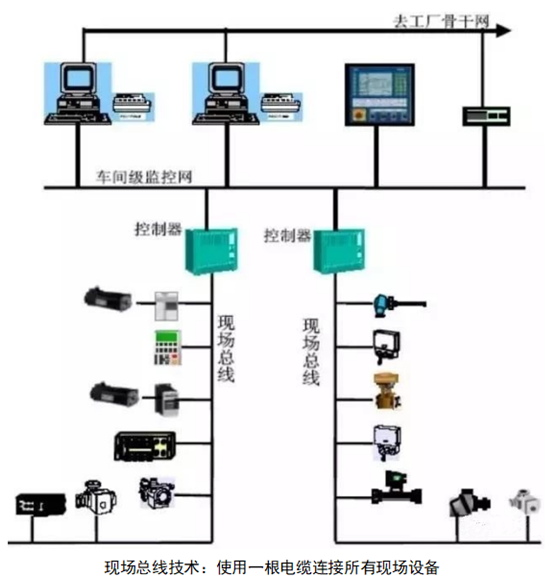 去工厂骨干网
车间级监控网
控制器
控制器
现场总线
现场总线
现场总线技术：使用一根电缆连接所有现场设备